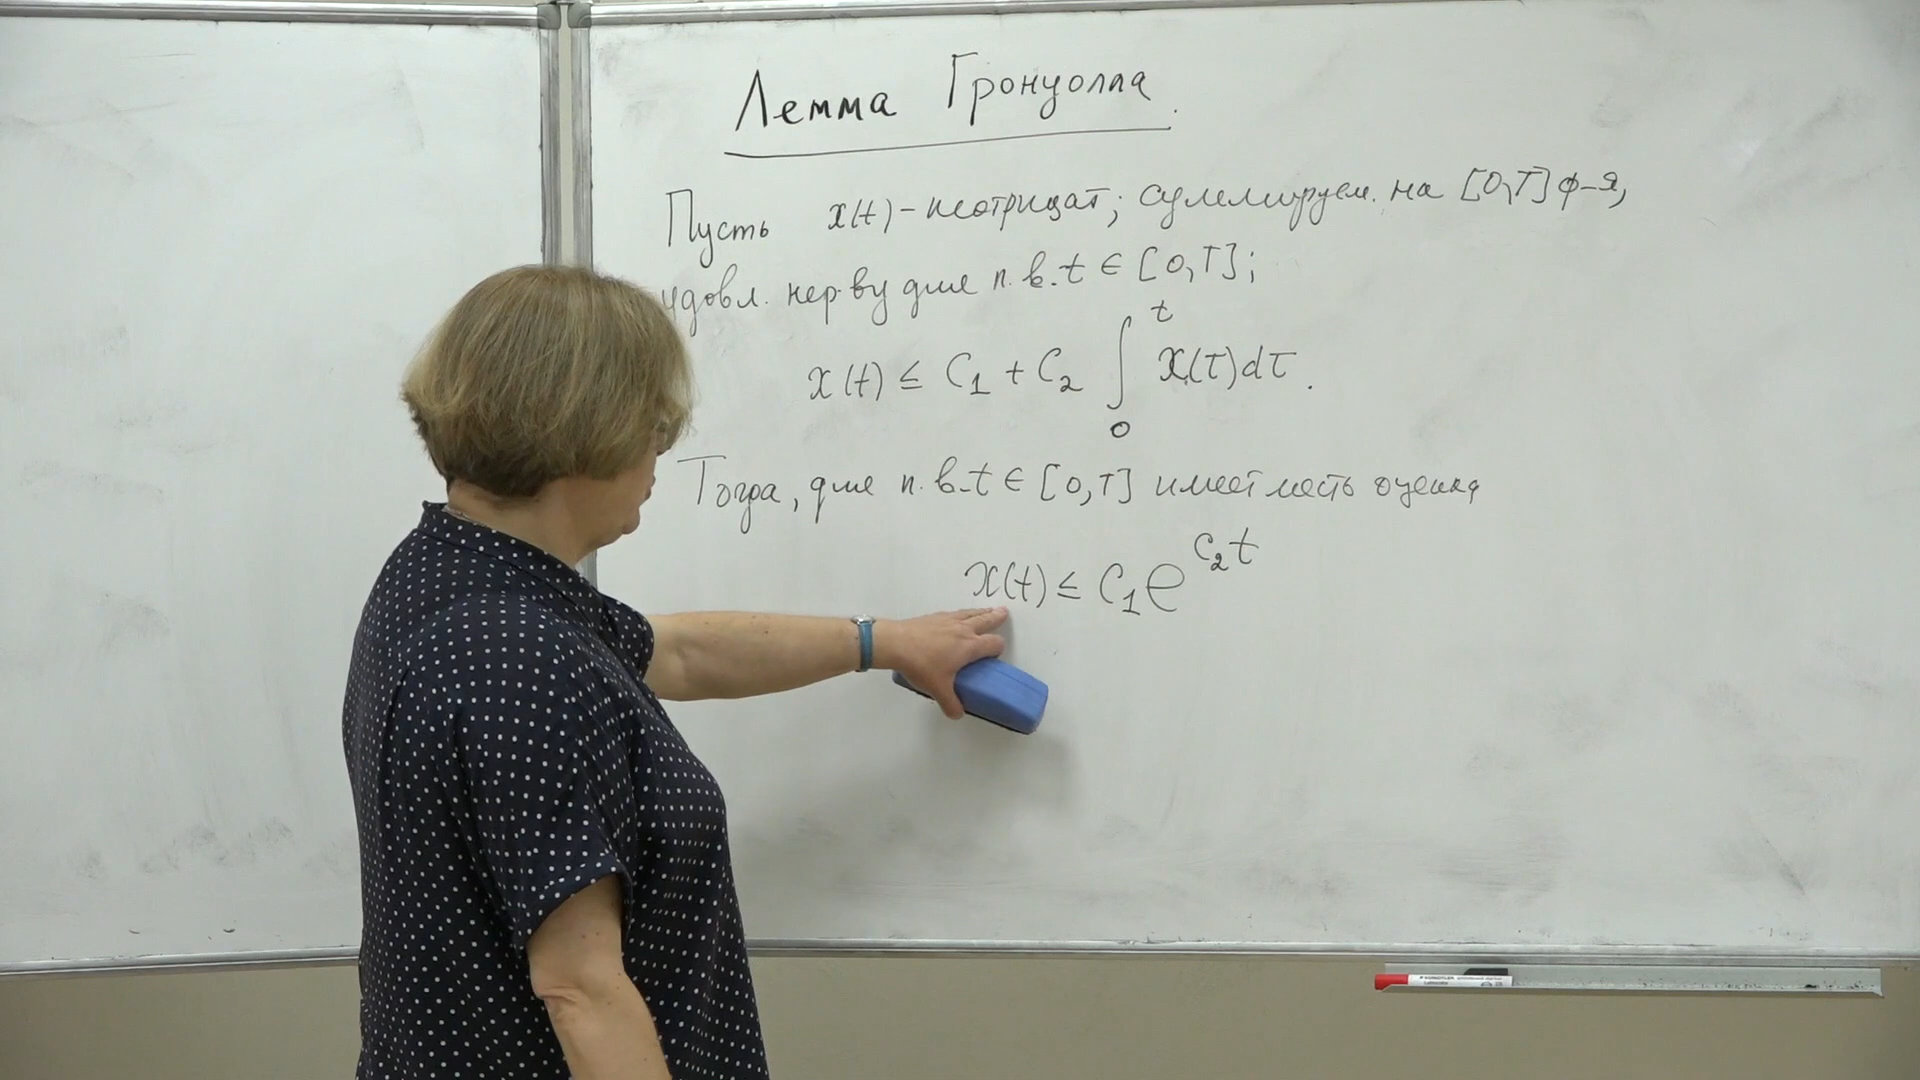 Лемма Гронуолла.
Пусть x(t) - неотрицат., суммируем. на [0,T] ф-я,
удовл. нер-ву для п.в. t ∈ [0,T];
x(t) ≤ C₁ + C₂ ∫₀ᵗ x(τ)dτ.
Тогда, для п.в. t ∈ [0,T] имеет месть оценка
x(t) ≤ C₁e^{C₂t}